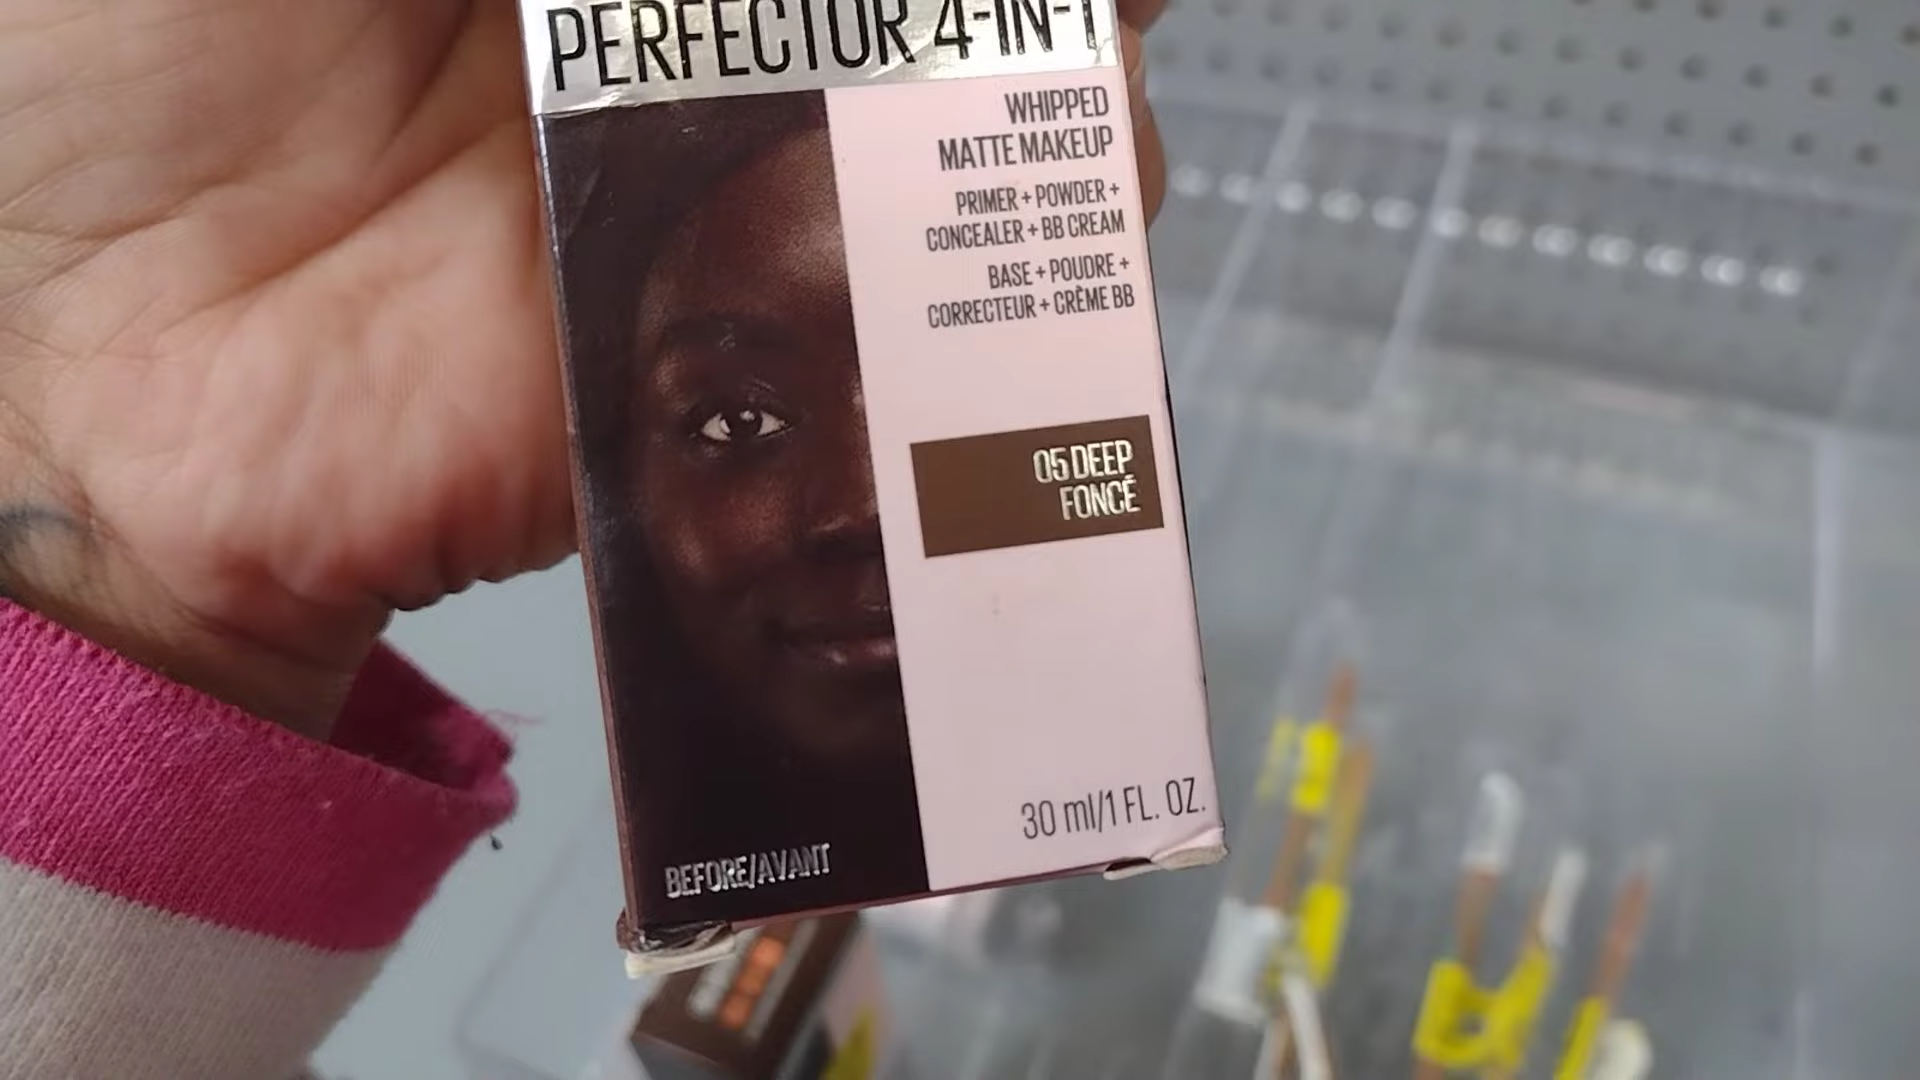 PERFECTOR 4-IN-1
WHIPPED
MATTE MAKEUP
PRIMER + POWDER +
CONCEALER + BB CREAM
BASE + POUDRE +
CORRECTEUR + CRÈME BB
05 DEEP
FONCÉ
30 ml/1 FL. OZ.
BEFORE/AVANT